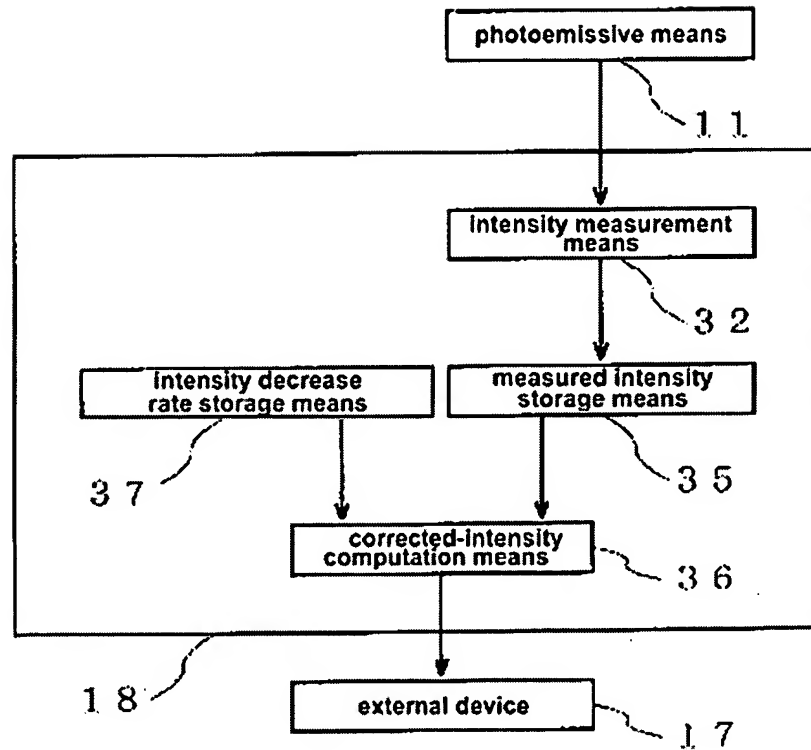 photoemissive means
1 1
intensity measurement
means
3 2
intensity decrease
rate storage means
measured intensity
storage means
3 7
3 5
corrected-intensity
computation means
3 6
1 8
external device
1 7